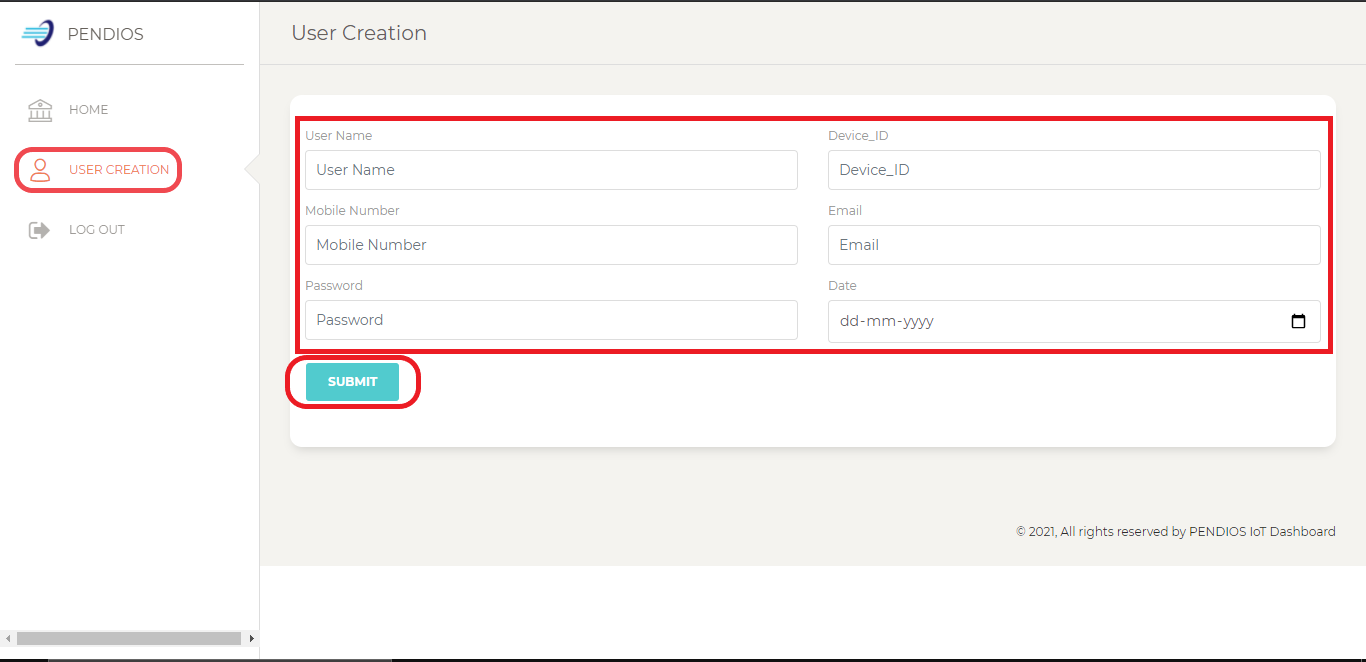 PENDIOS
User Creation
HOME
USER CREATION
LOG OUT
User Name
Device_ID
User Name
Device_ID
Mobile Number
Email
Mobile Number
Email
Password
Date
Password
dd-mm-yyyy
SUBMIT
© 2021, All rights reserved by PENDIOS IoT Dashboard